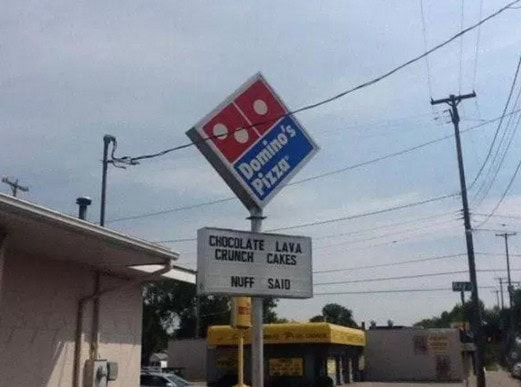 Domino's
Pizza
CHOCOLATE LAVA
CRUNCH CAKES
NUFF SAID